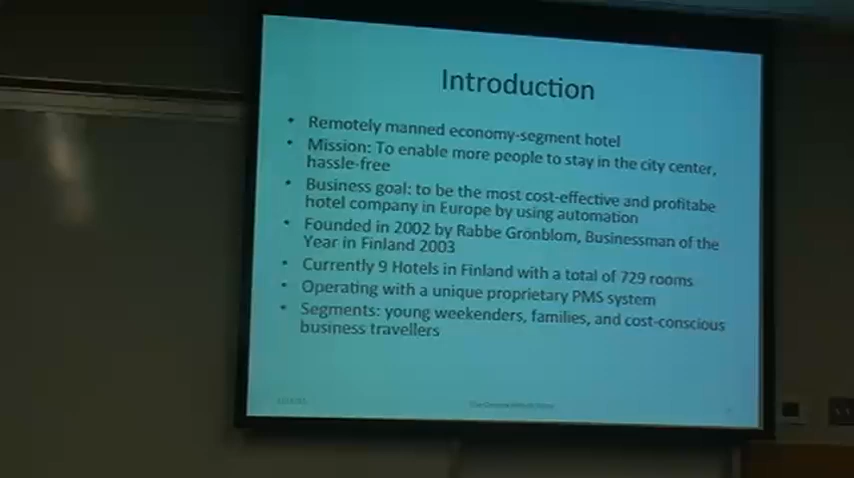 Introduction
• Remotely manned economy-segment hotel
• Mission: To enable more people to stay in the city center,
hassle-free
• Business goal: to be the most cost-effective and profitabe
hotel company in Europe by using automation
• Founded in 2002 by Rabbe Grönblom, Businessman of the
Year in Finland 2003
• Currently 9 Hotels in Finland with a total of 729 rooms
• Operating with a unique proprietary PMS system
• Segments: young weekenders, families, and cost-conscious
business travellers